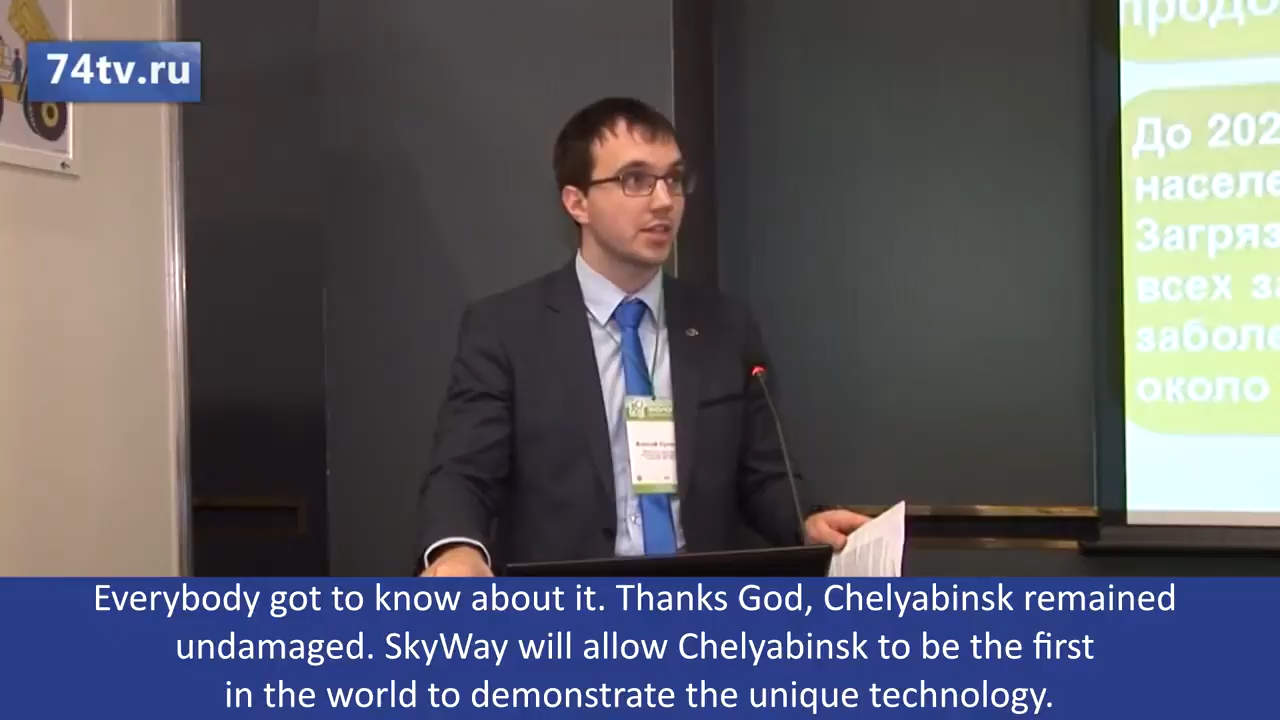 74tv.ru
продо
До 202
населе
Загряз
всех за
заболе
около
Everybody got to know about it. Thanks God, Chelyabinsk remained
undamaged. SkyWay will allow Chelyabinsk to be the first
in the world to demonstrate the unique technology.